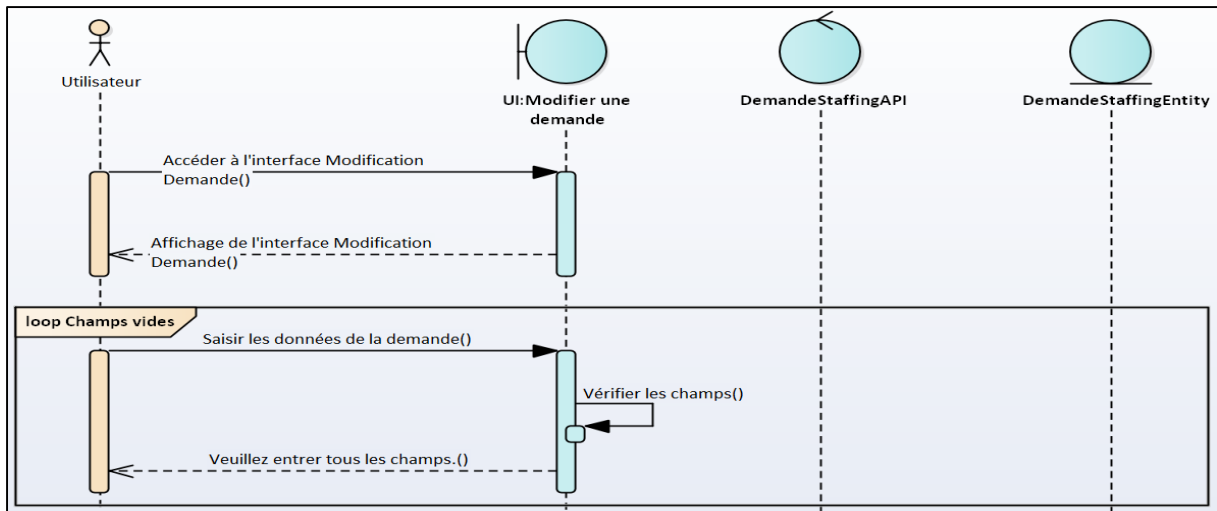 Utilisateur
UI:Modifier une
demande
DemandeStaffingAPI
DemandeStaffingEntity
Accéder à l'interface Modification
Demande()
Affichage de l'interface Modification
Demande()
loop Champs vides
Saisir les données de la demande()
Vérifier les champs()
Veuillez entrer tous les champs.()